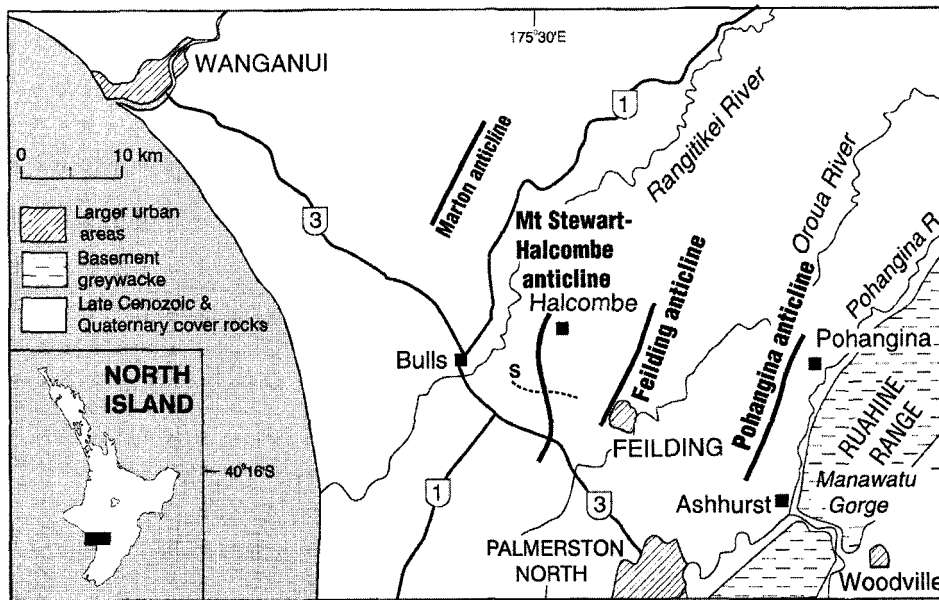 175°30'E
WANGANUI
1
Rangitikei River
0 10 km
Marton anticline
Oroua River
3
Larger urban
areas
Basement
greywacke
Late Cenozoic &
Quaternary cover rocks
Mt Stewart-
Halcombe
anticline
Halcombe
Feilding anticline
Pohangina anticline
Pohangina R
Pohangina
Bulls
s
NORTH
ISLAND
RUAHINE
RANGE
FEILDING
40°16'S
Manawatu
Gorge
1
3
Ashhurst
PALMERSTON
NORTH
Woodville